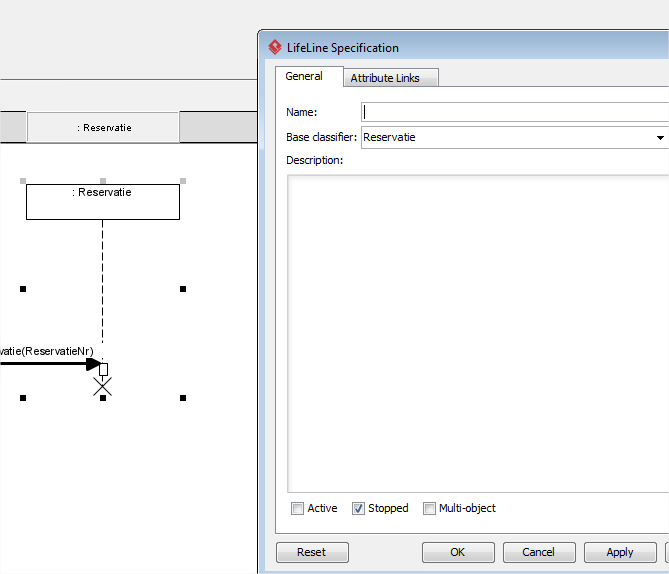 LifeLine Specification
General
Attribute Links
Name:
Base classifier: Reservatie
Description:
: Reservatie
: Reservatie
vatie(ReservatieNr)
Active
Stopped
Multi-object
Reset
OK
Cancel
Apply